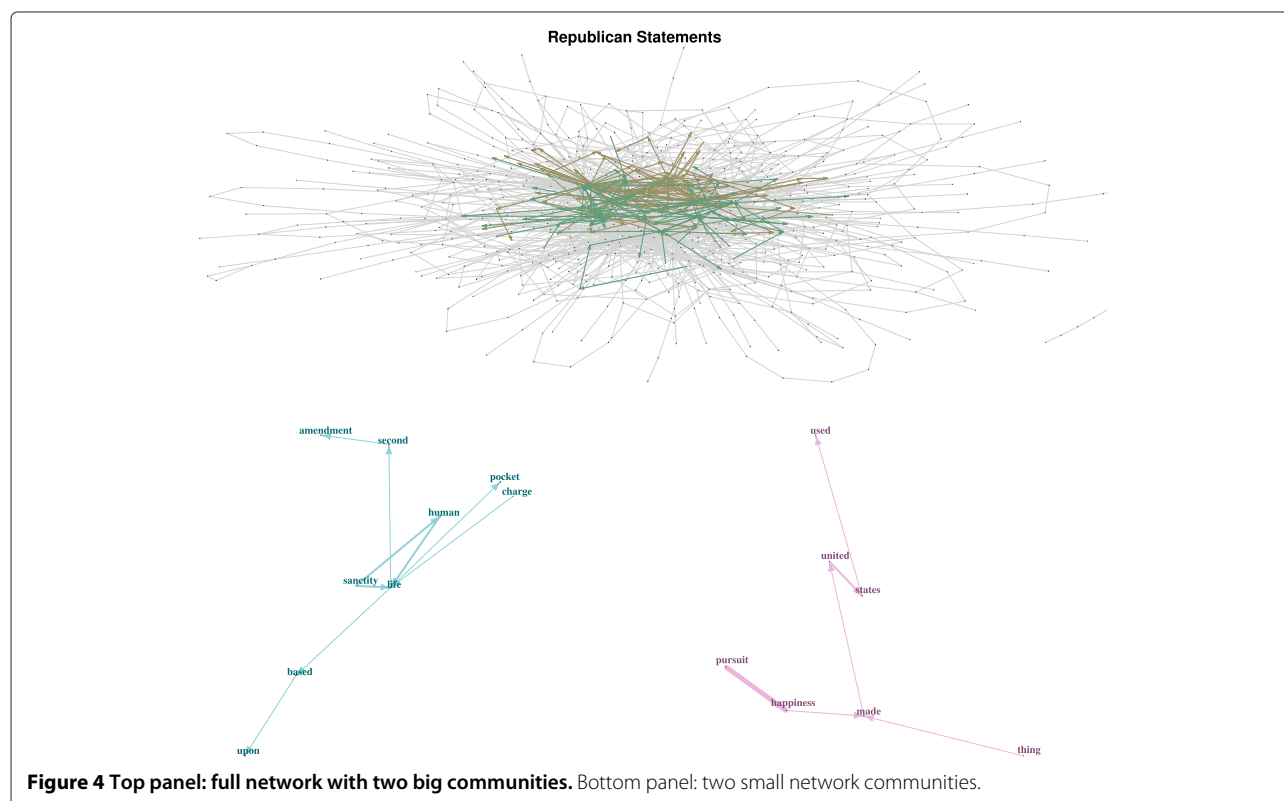 Republican Statements
amendment
second
used
pocket
charge
human
united
sanctity
life
states
pursuit
based
happiness
made
upon
thing
Figure 4 Top panel: full network with two big communities. Bottom panel: two small network communities.